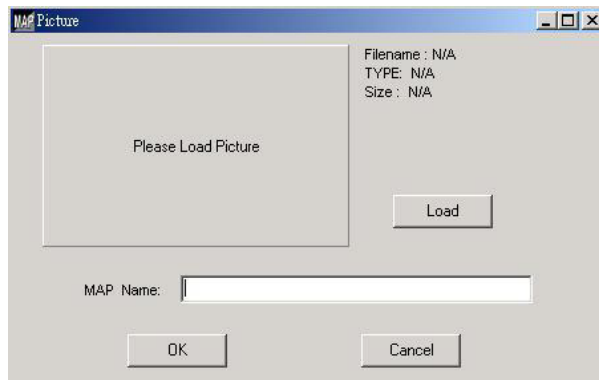 MAP Picture
Filename : N/A
TYPE: N/A
Size : N/A
Please Load Picture
Load
MAP Name:
OK
Cancel